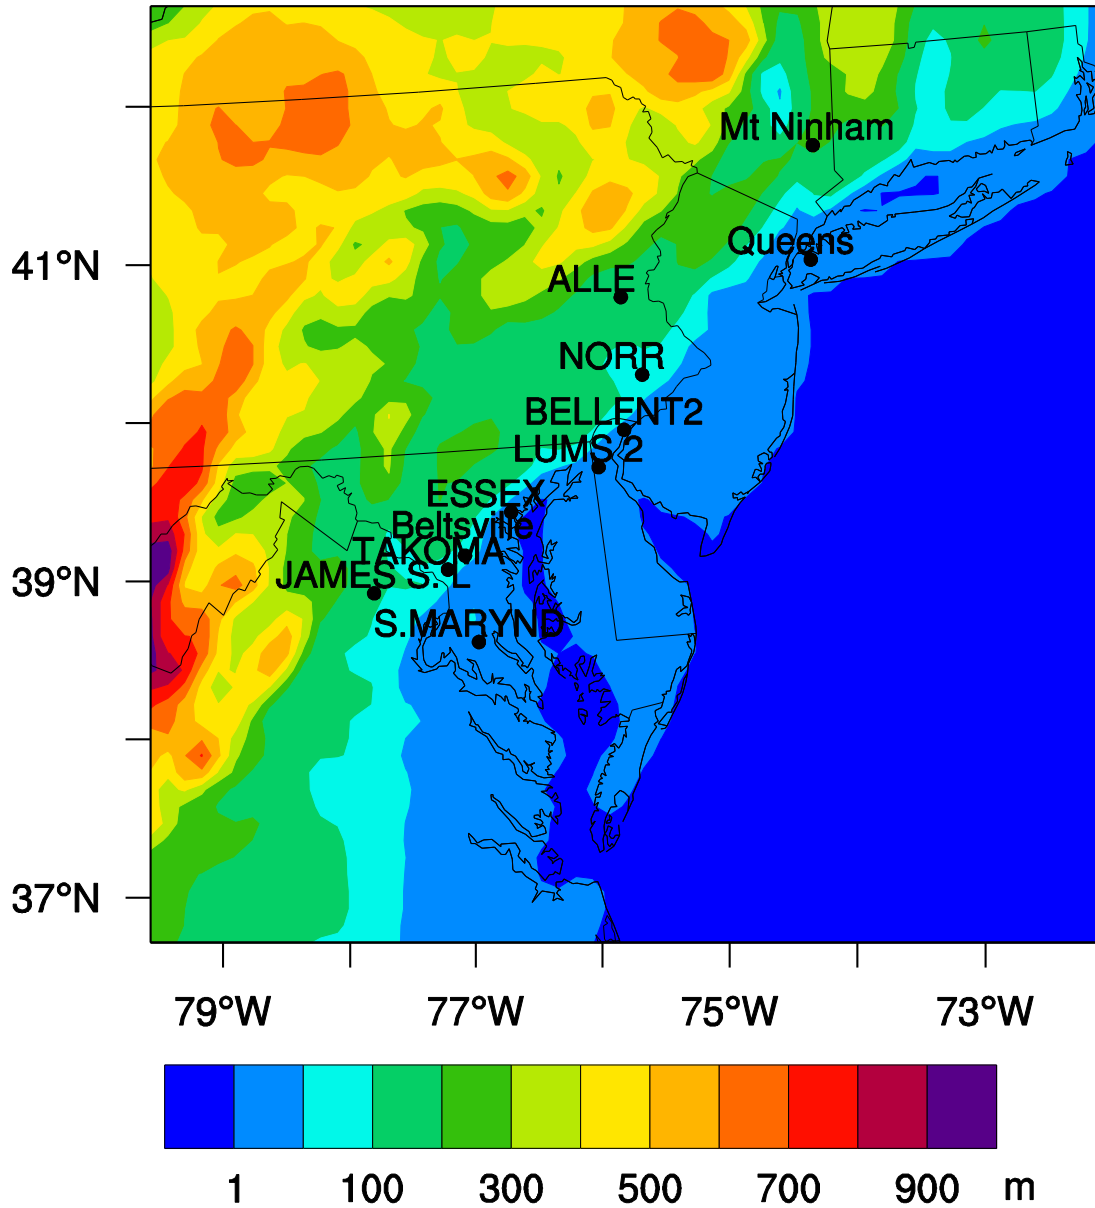 Mt Ninham
Queens
41°N
ALLE
NORR
BELLENT2
LUMS 2
ESSEX
Beltsville
TAKOMA
39°N
JAMES S. L
S.MARYND
37°N
79°W 77°W 75°W 73°W
1 100 300 500 700 900 m